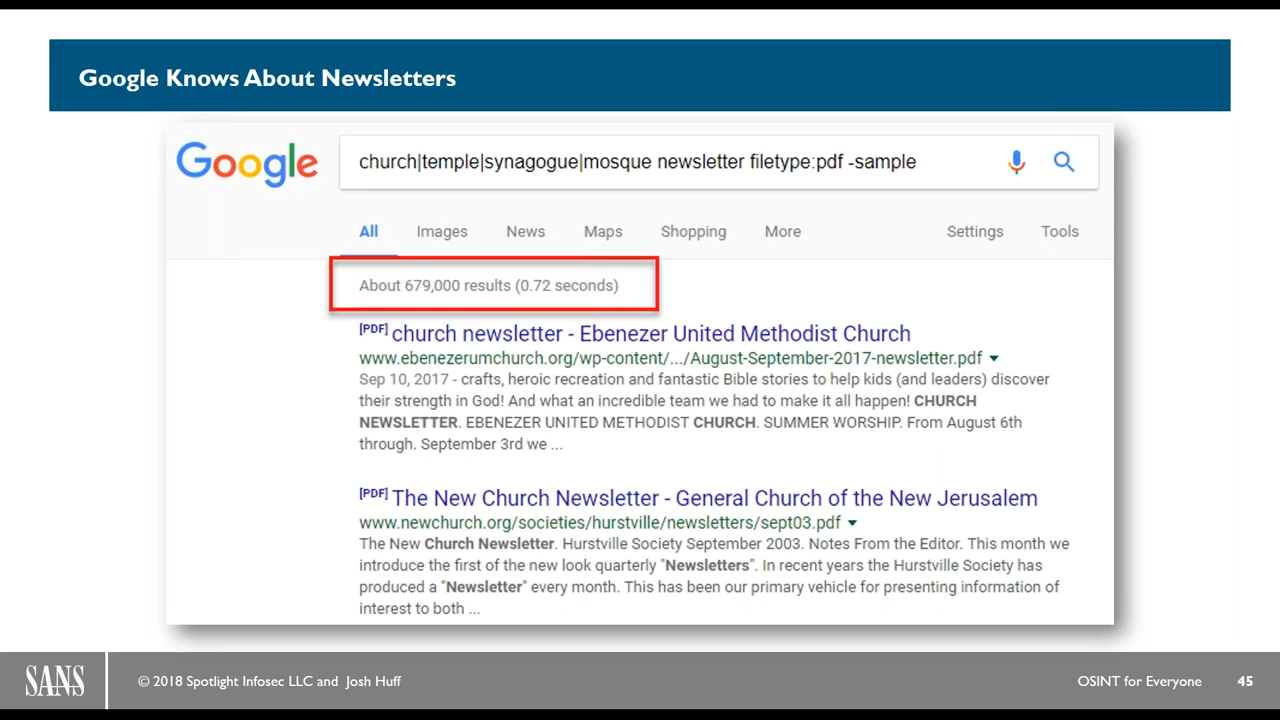 Google Knows About Newsletters
Google
church|temple|synagogue|mosque newsletter filetype:pdf -sample
All Images News Maps Shopping More Settings Tools
About 679,000 results (0.72 seconds)
[PDF] church newsletter - Ebenezer United Methodist Church
www.ebenezerumchurch.org/wp-content/.../August-September-2017-newsletter.pdf
Sep 10, 2017 - crafts, heroic recreation and fantastic Bible stories to help kids (and leaders) discover
their strength in God! And what an incredible team we had to make it all happen! CHURCH
NEWSLETTER. EBENEZER UNITED METHODIST CHURCH. SUMMER WORSHIP. From August 6th
through. September 3rd we ...
[PDF] The New Church Newsletter - General Church of the New Jerusalem
www.newchurch.org/societies/hurstville/newsletters/sept03.pdf
The New Church Newsletter. Hurstville Society September 2003. Notes From the Editor. This month we
introduce the first of the new look quarterly "Newsletters". In recent years the Hurstville Society has
produced a "Newsletter" every month. This has been our primary vehicle for presenting information of
interest to both ...
SANS © 2018 Spotlight Infosec LLC and Josh Huff OSINT for Everyone 45